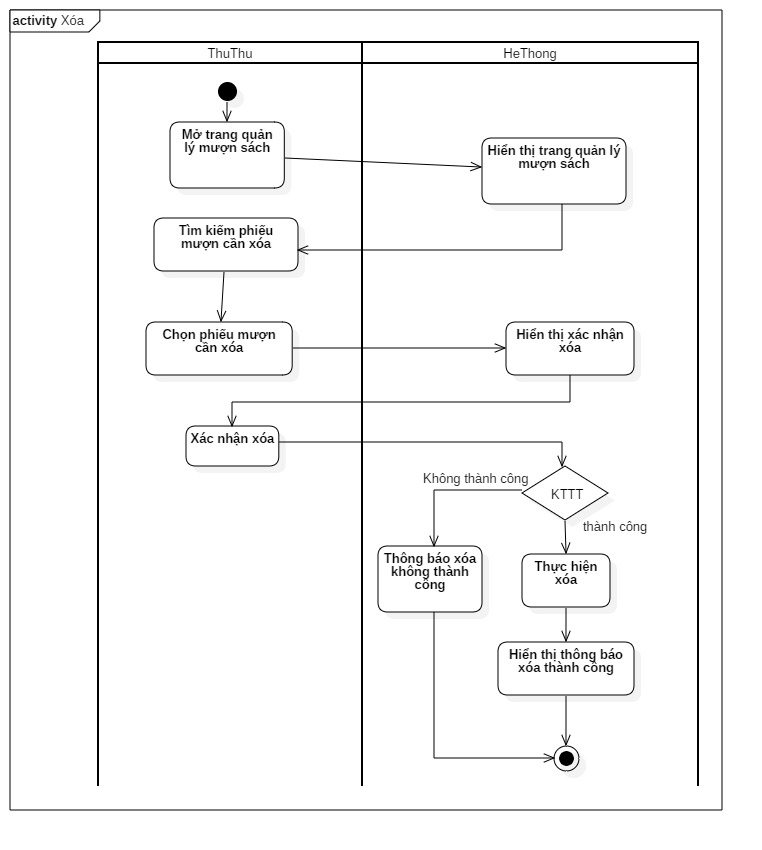 activity Xóa
ThuThu
HeThong
Mở trang quản
lý mượn sách
Hiển thị trang quản lý
mượn sách
Tìm kiếm phiếu
mượn cần xóa
Chọn phiếu mượn
cần xóa
Hiển thị xác nhận
xóa
Xác nhận xóa
Không thành công
KTTT
thành công
Thông báo xóa
không thành
công
Thực hiện
xóa
Hiển thị thông báo
xóa thành công